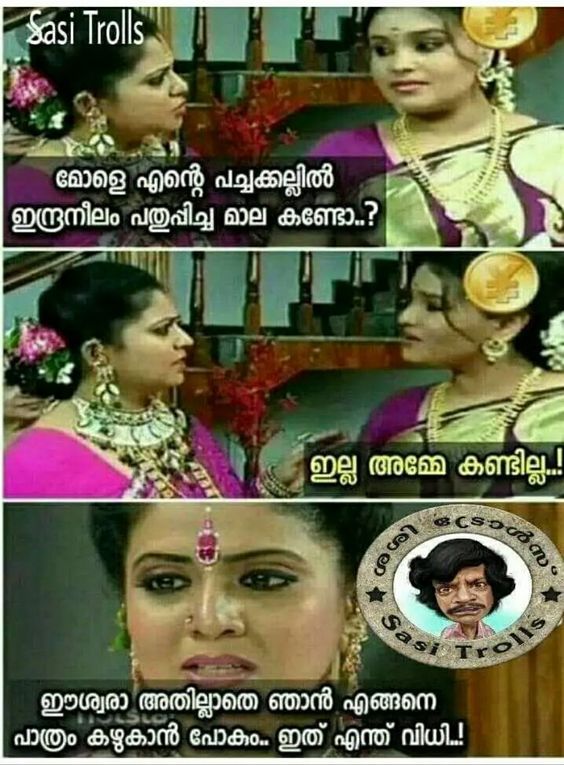 Sasi Trolls
മോളെ എന്റെ പച്ചക്കല്ലിൽ
ഇന്ദ്രനീലം പതുപ്പിച്ച മാല കണ്ടോ..?
ഇല്ല അമ്മേ കണ്ടില്ല..!
ശശി ട്രോൾസ്
Sasi Trolls
ഈശ്വരാ അതില്ലാതെ ഞാൻ എങ്ങനെ
പാത്രം കഴുകാൻ പോകും.. ഇത് എന്ത് വിധി..!